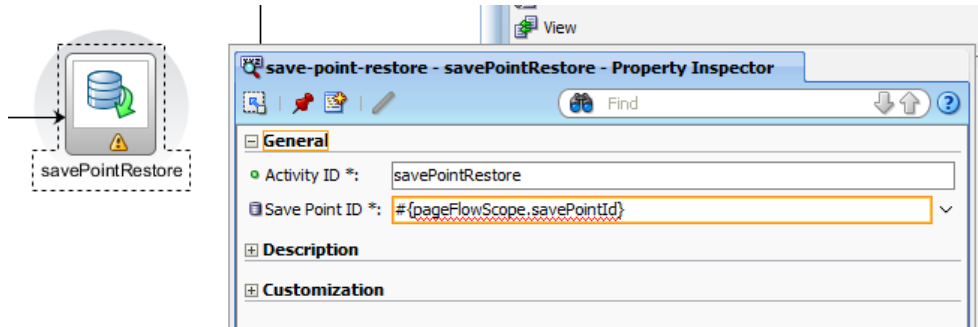 View
save-point-restore - savePointRestore - Property Inspector
Find
General
savePointRestore
Activity ID *: savePointRestore
Save Point ID *: #{pageFlowScope.savePointId}
Description
Customization